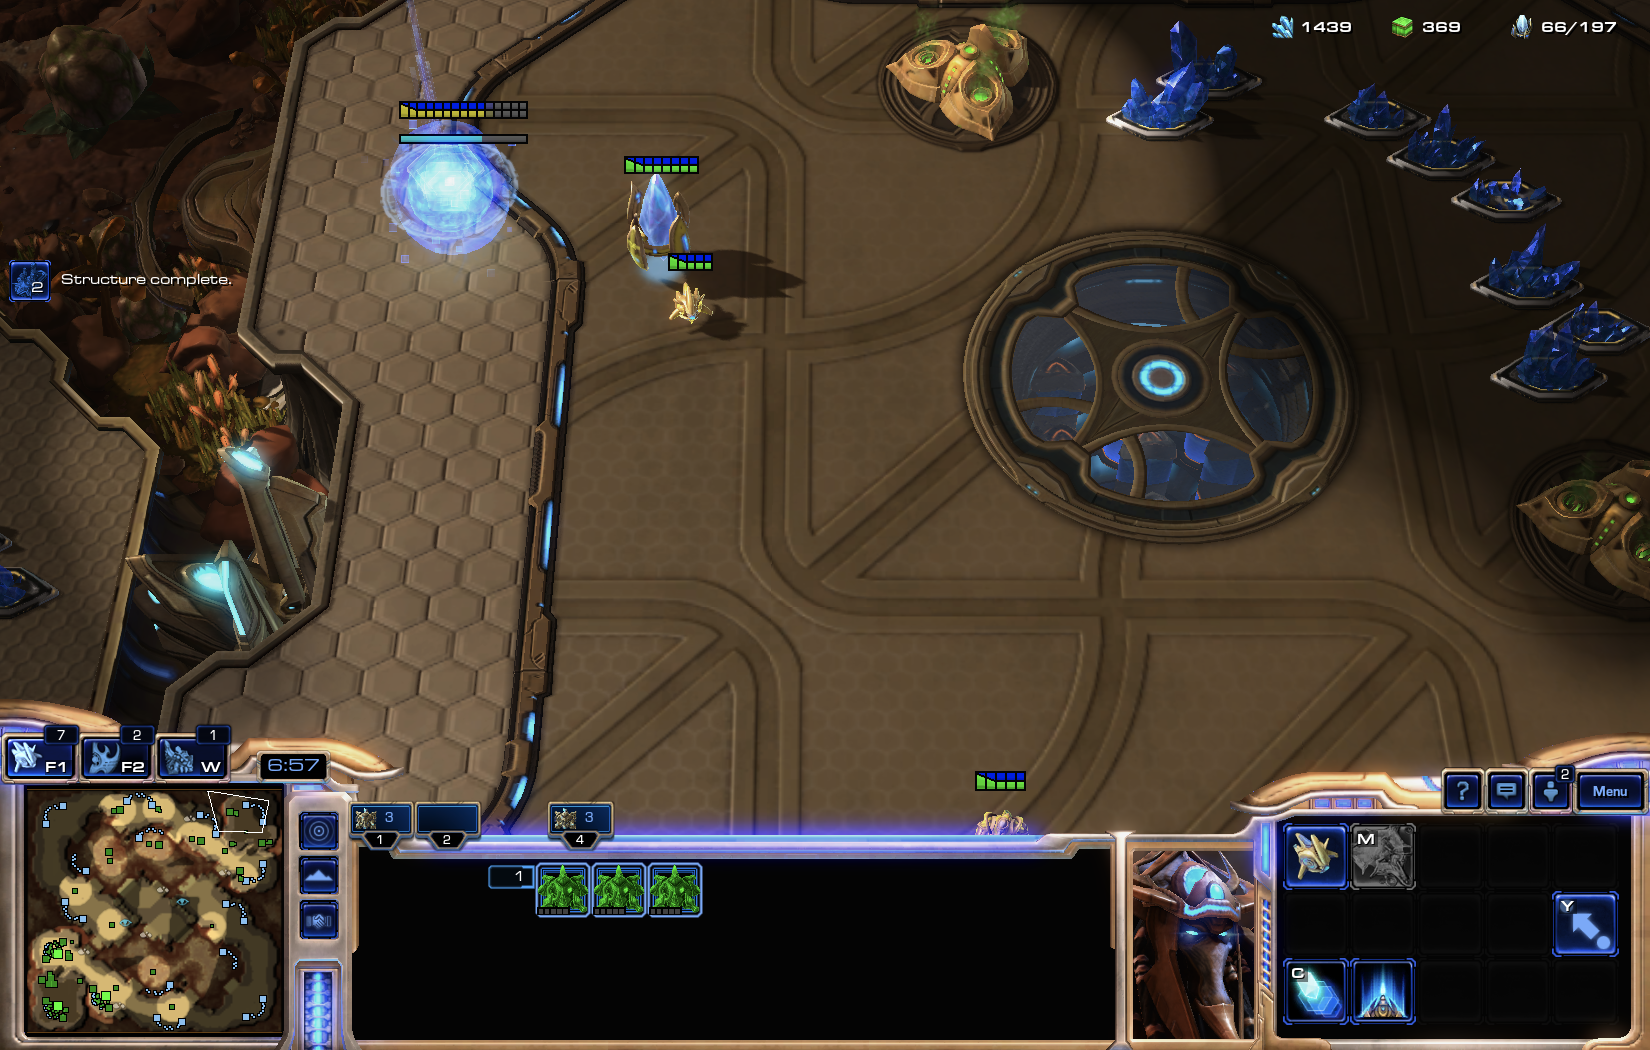 1439 369 66/197
2 Structure complete.
7 2 1
F1 F2 W
6:57
2
? Menu
3 3
1 2 4
1
M
Y
C